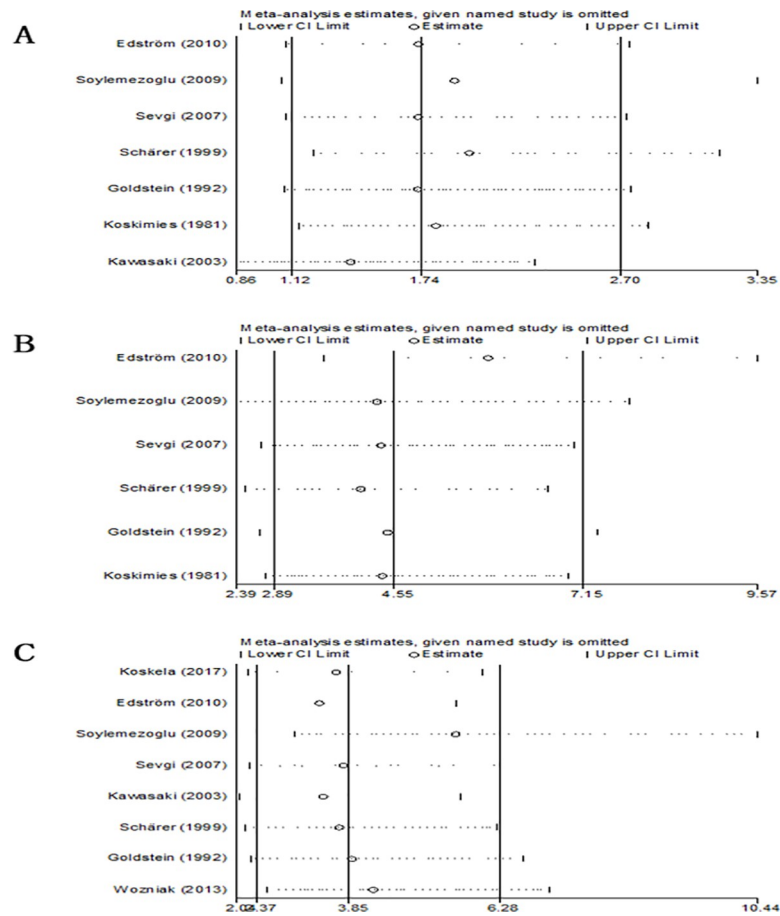 A
Meta-analysis estimates, given named study is omitted
Lower CI Limit Estimate Upper CI Limit
Edström (2010)
Soylemezoglu (2009)
Sevgi (2007)
Schärer (1999)
Goldstein (1992)
Koskimies (1981)
Kawasaki (2003)
0.86 1.12 1.74 2.70 3.35
B
Meta-analysis estimates, given named study is omitted
Lower CI Limit Estimate Upper CI Limit
Edström (2010)
Soylemezoglu (2009)
Sevgi (2007)
Schärer (1999)
Goldstein (1992)
Koskimies (1981)
2.39 2.89 4.55 7.15 9.57
C
Meta-analysis estimates, given named study is omitted
Lower CI Limit Estimate Upper CI Limit
Koskela (2017)
Edström (2010)
Soylemezoglu (2009)
Sevgi (2007)
Kawasaki (2003)
Schärer (1999)
Goldstein (1992)
Wozniak (2013)
3.85 6.28 10.44